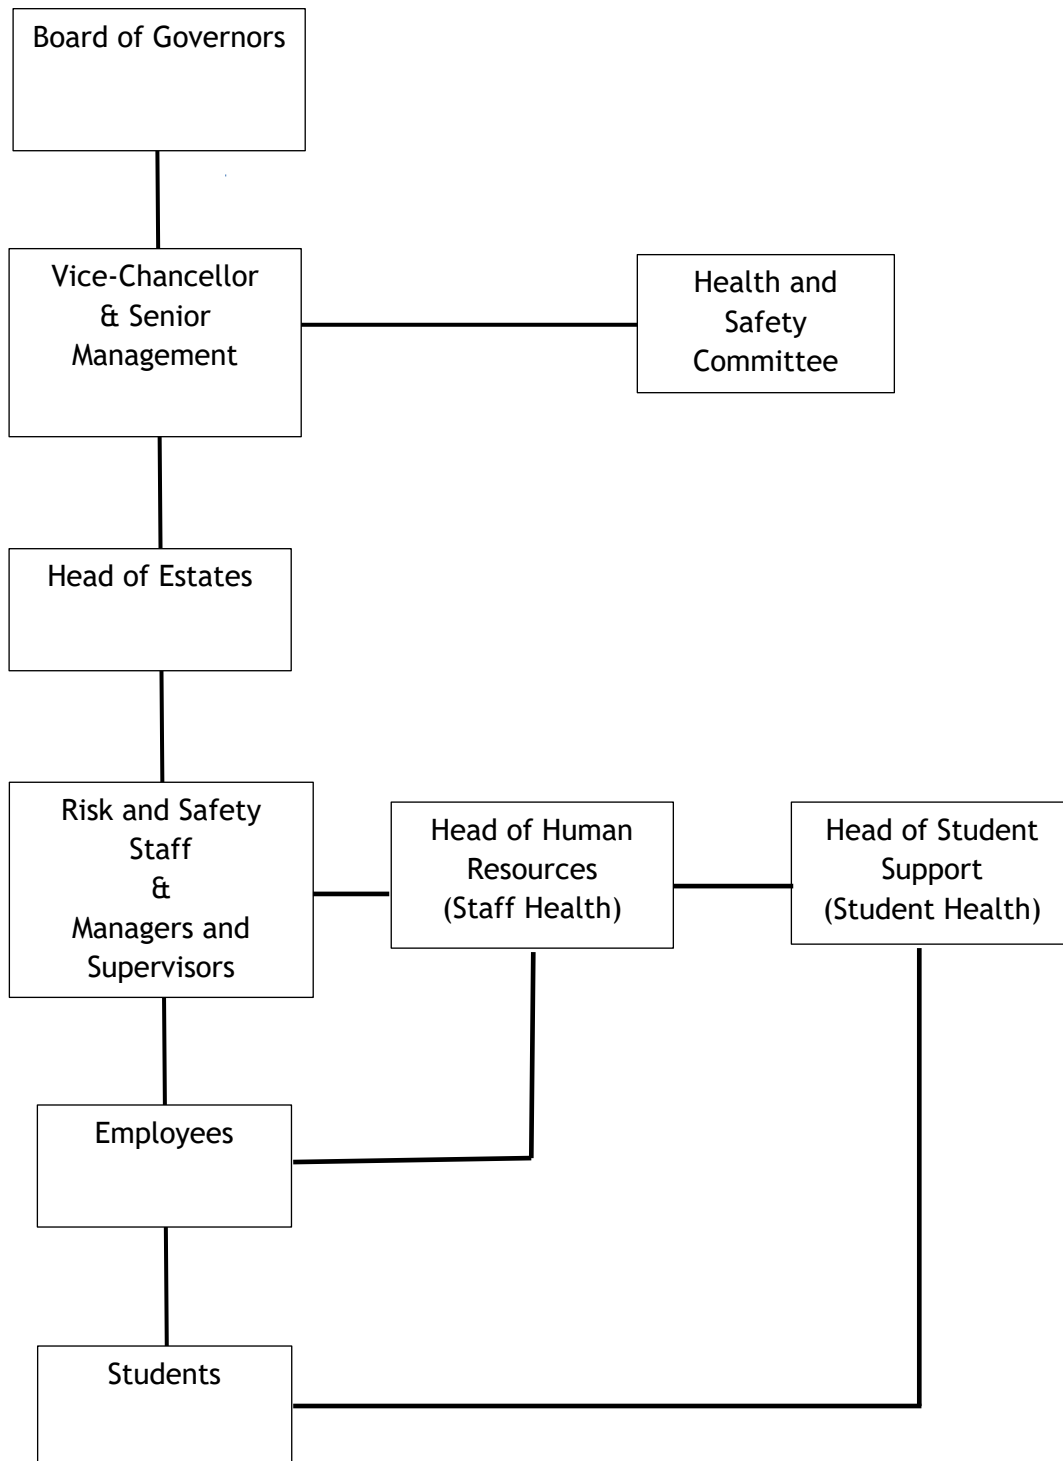 Board of Governors
Vice-Chancellor
& Senior
Management
Health and
Safety
Committee
Head of Estates
Risk and Safety
Staff
&
Managers and
Supervisors
Head of Human
Resources
(Staff Health)
Head of Student
Support
(Student Health)
Employees
Students